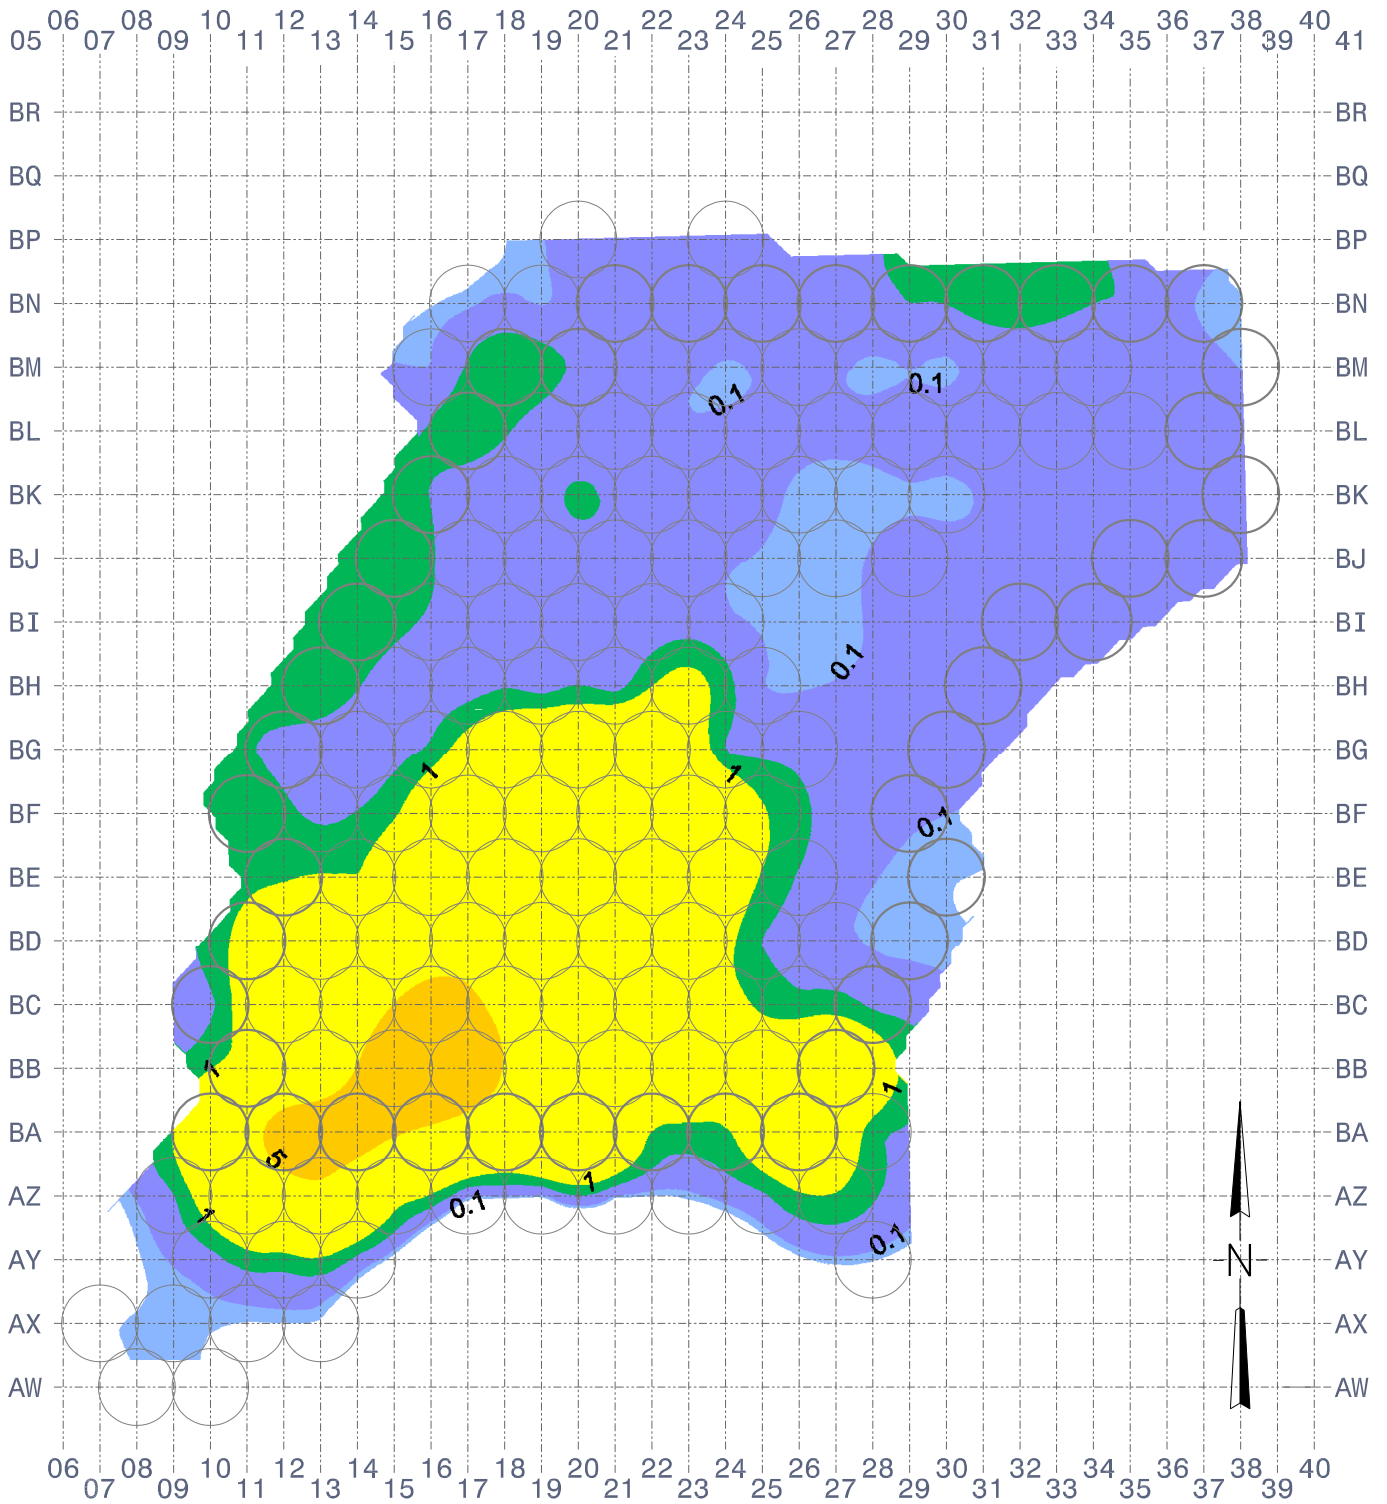 06 08 10 12 14 16 18 20 22 24 26 28 30 32 34 36 38 40
05 07 09 11 13 15 17 19 21 23 25 27 29 31 33 35 37 39 41
BR BR
BQ BQ
BP BP
BN BN
BM 0.1 0.1 BM
BL BL
BK BK
BJ BJ
BI BI
0.1
BH BH
BG BG
1 1
BF 0.1 BF
BE BE
BD BD
BC BC
BB 1 1 BB
BA BA
5
AZ 1 0.1 1 AZ
0.1
AY N AY
AX AX
AW AW
06 08 10 12 14 16 18 20 22 24 26 28 30 32 34 36 38 40
07 09 11 13 15 17 19 21 23 25 27 29 31 33 35 37 39